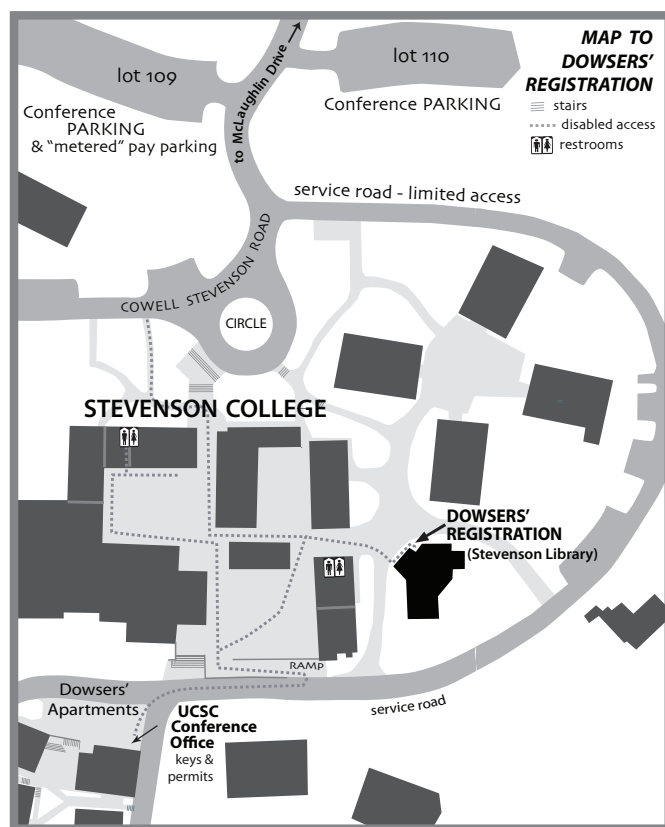 MAP TO
DOWSERS'
REGISTRATION
stairs
disabled access
restrooms
to McLaughlin Drive
lot 109
lot 110
Conference
PARKING
& "metered" pay parking
Conference PARKING
service road - limited access
COWELL STEVENSON ROAD
CIRCLE
STEVENSON COLLEGE
DOWSERS'
REGISTRATION
(Stevenson Library)
RAMP
Dowsers'
Apartments
UCSC
Conference
Office
keys &
permits
service road